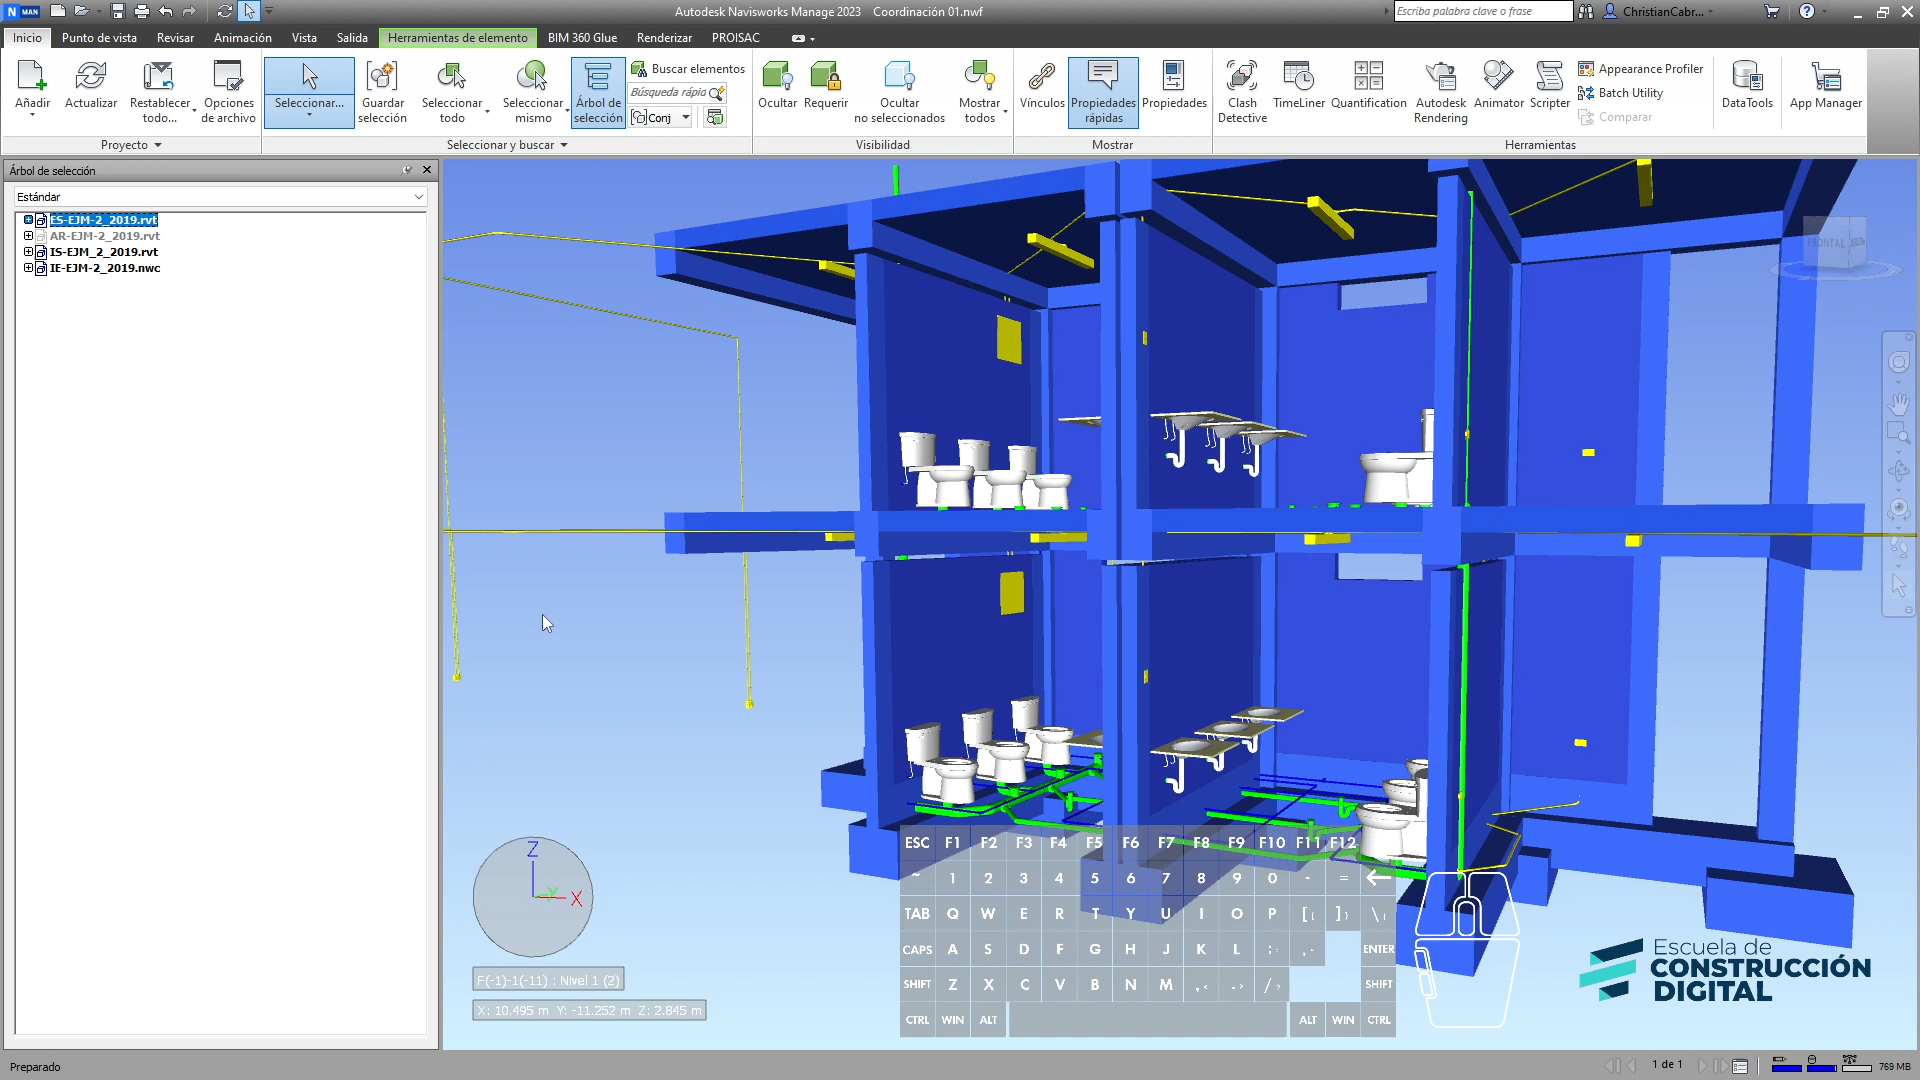 N MAN
Autodesk Navisworks Manage 2023 Coordinación 01.nwf
Escriba palabra clave o frase
ChristianCabr...
Inicio Punto de vista Revisar Animación Vista Salida Herramientas de elemento BIM 360 Glue Renderizar PROISAC
Añadir
Actualizar
Restablecer todo...
Opciones de archivo
Seleccionar...
Guardar selección
Seleccionar todo
Seleccionar mismo
Árbol de selección
Buscar elementos
Búsqueda rápid
Conj
Ocultar
Requerir
Ocultar no seleccionados
Mostrar todos
Vínculos
Propiedades rápidas
Propiedades
Clash Detective
TimeLiner
Quantification
Autodesk Rendering
Animator
Scripter
Appearance Profiler
Batch Utility
Comparar
DataTools
App Manager
Proyecto
Seleccionar y buscar
Visibilidad
Mostrar
Herramientas
Árbol de selección
Estándar
ES-EJM-2_2019.rvt
AR-EJM-2_2019.rvt
IS-EJM_2_2019.rvt
IE-EJM-2_2019.nwc
FRONTAL
Z
Y
X
F(-1)-1(-11) : Nivel 1 (2)
X: 10.495 m Y: -11.252 m Z: 2.845 m
ESC F1 F2 F3 F4 F5 F6 F7 F8 F9 F10 F11 F12
~ 1 2 3 4 5 6 7 8 9 0 - =
TAB Q W E R T Y U I O P [{ ]} \|
CAPS A S D F G H J K L ENTER
SHIFT Z X C V B N M ,< .> /? SHIFT
CTRL WIN ALT ALT WIN CTRL
Escuela de
CONSTRUCCIÓN
DIGITAL
Preparado
1 de 1
769 MB